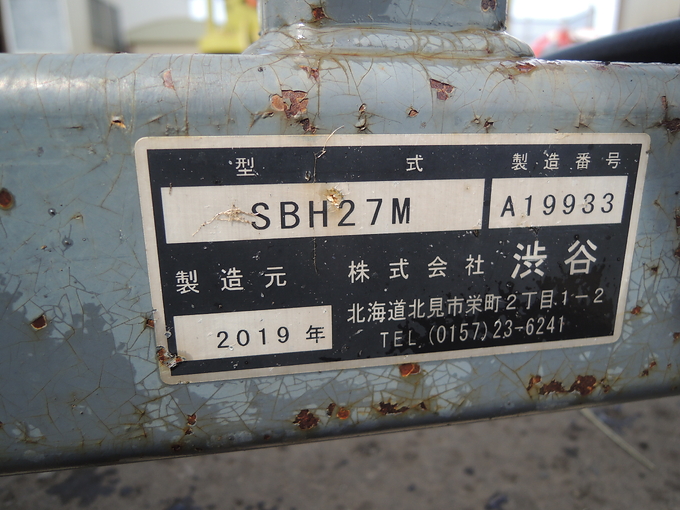 型式 製造番号
SBH27M A19933
製造元 株式会社 渋谷
北海道北見市栄町2丁目1-2
2019年 TEL.(0157)23-6241